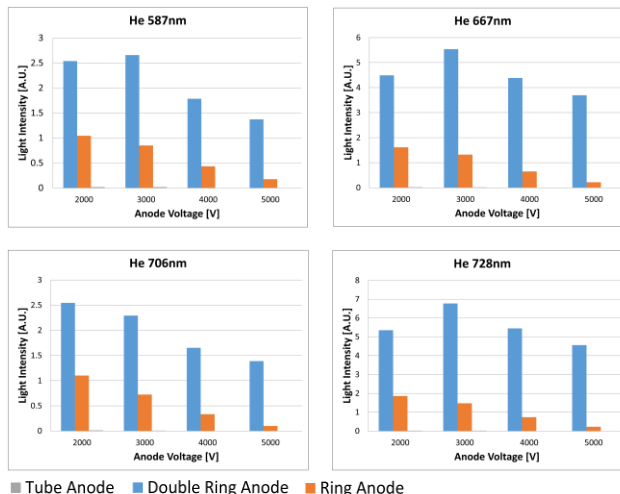 He 587nm
3
2.5
2
1.5
1
0.5
0
Light Intensity [A.U.]
2000 3000 4000 5000
Anode Voltage [V]
He 667nm
6
5
4
3
2
1
0
Light Intensity [A.U.]
2000 3000 4000 5000
Anode Voltage [V]
He 706nm
3
2.5
2
1.5
1
0.5
0
Light Intensity [A.U.]
2000 3000 4000 5000
Anode Voltage [V]
He 728nm
8
7
6
5
4
3
2
1
0
Light Intensity [A.U.]
2000 3000 4000 5000
Anode Voltage [V]
Tube Anode Double Ring Anode Ring Anode